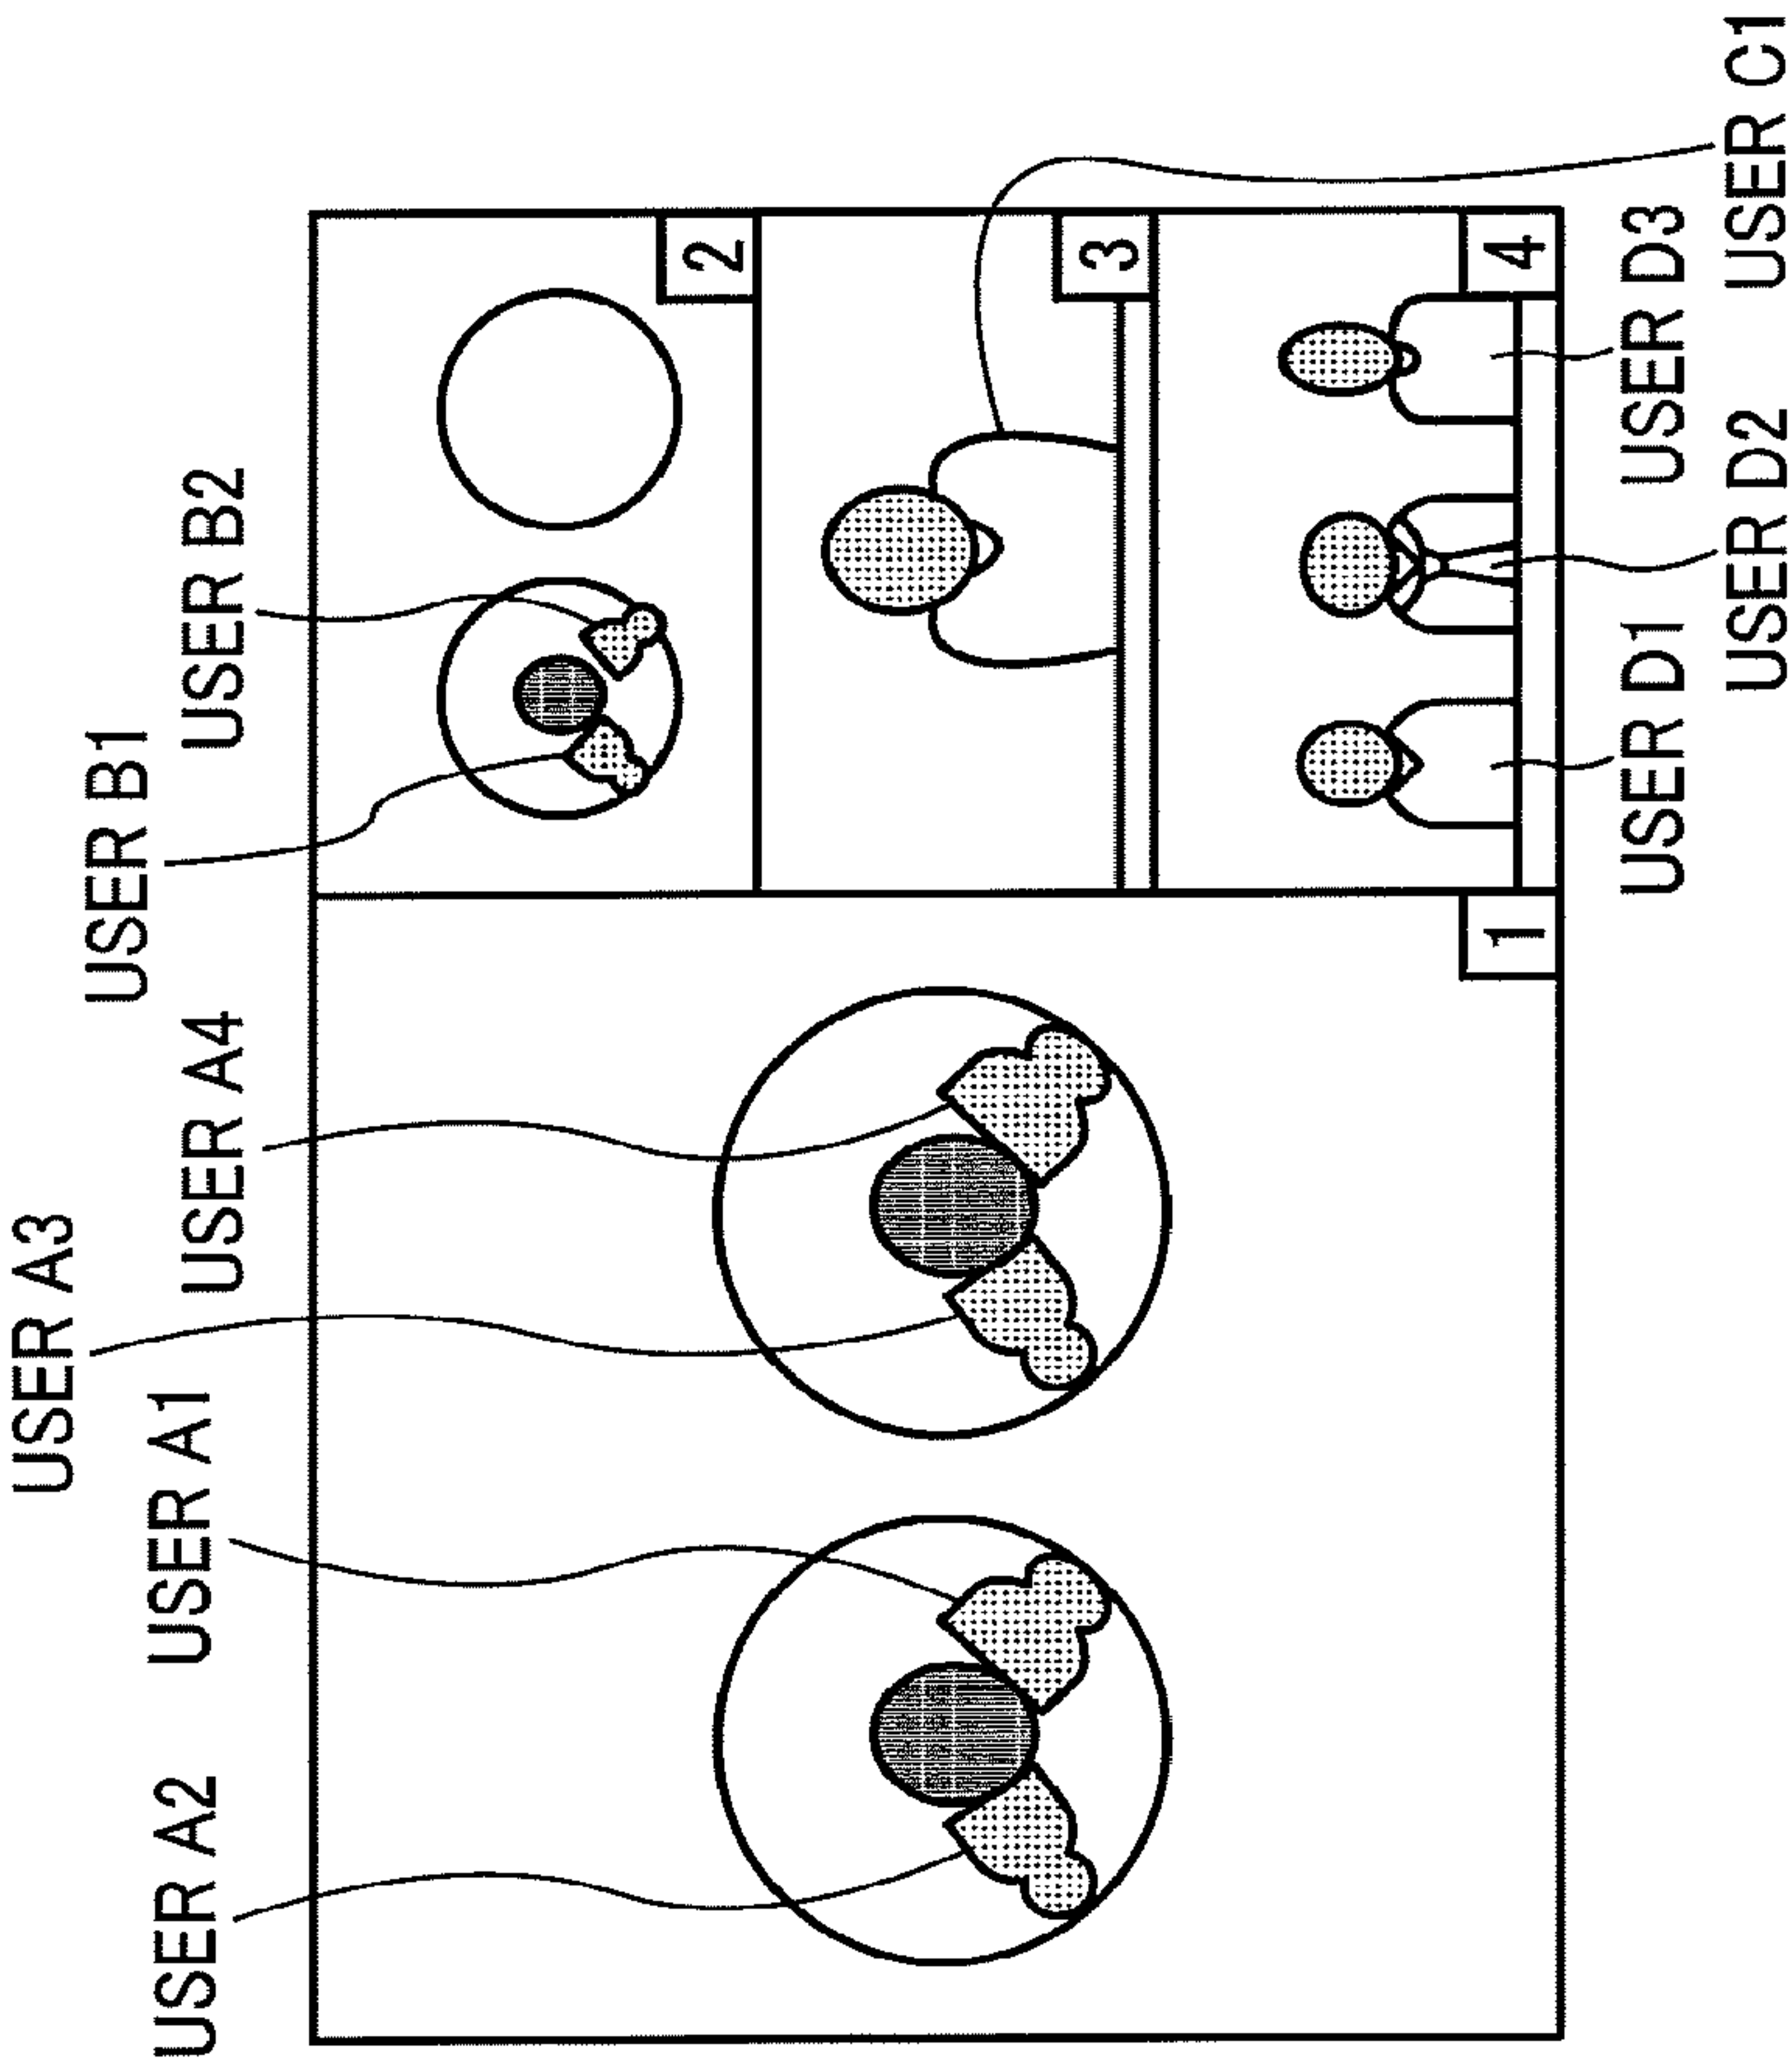 USER A3
USER A2
USER A1
USER A4
USER B1
USER B2
1
2
3
4
USER D1
USER D3
USER D2
USER C1